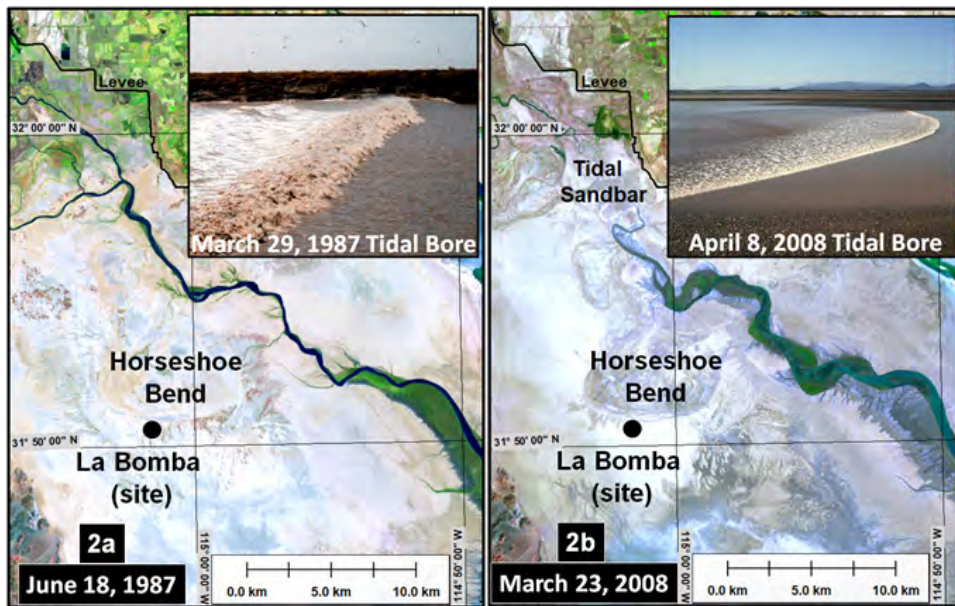 Levee
32° 00' 00" N
March 29, 1987 Tidal Bore
Horseshoe
Bend
31° 50' 00" N
La Bomba
(site)
2a
June 18, 1987
115° 00' 00" W
0.0 km 5.0 km 10.0 km
114° 50' 00" W
Levee
32° 00' 00" N
Tidal
Sandbar
April 8, 2008 Tidal Bore
Horseshoe
Bend
31° 50' 00" N
La Bomba
(site)
2b
March 23, 2008
115° 00' 00" W
0.0 km 5.0 km 10.0 km
114° 50' 00" W